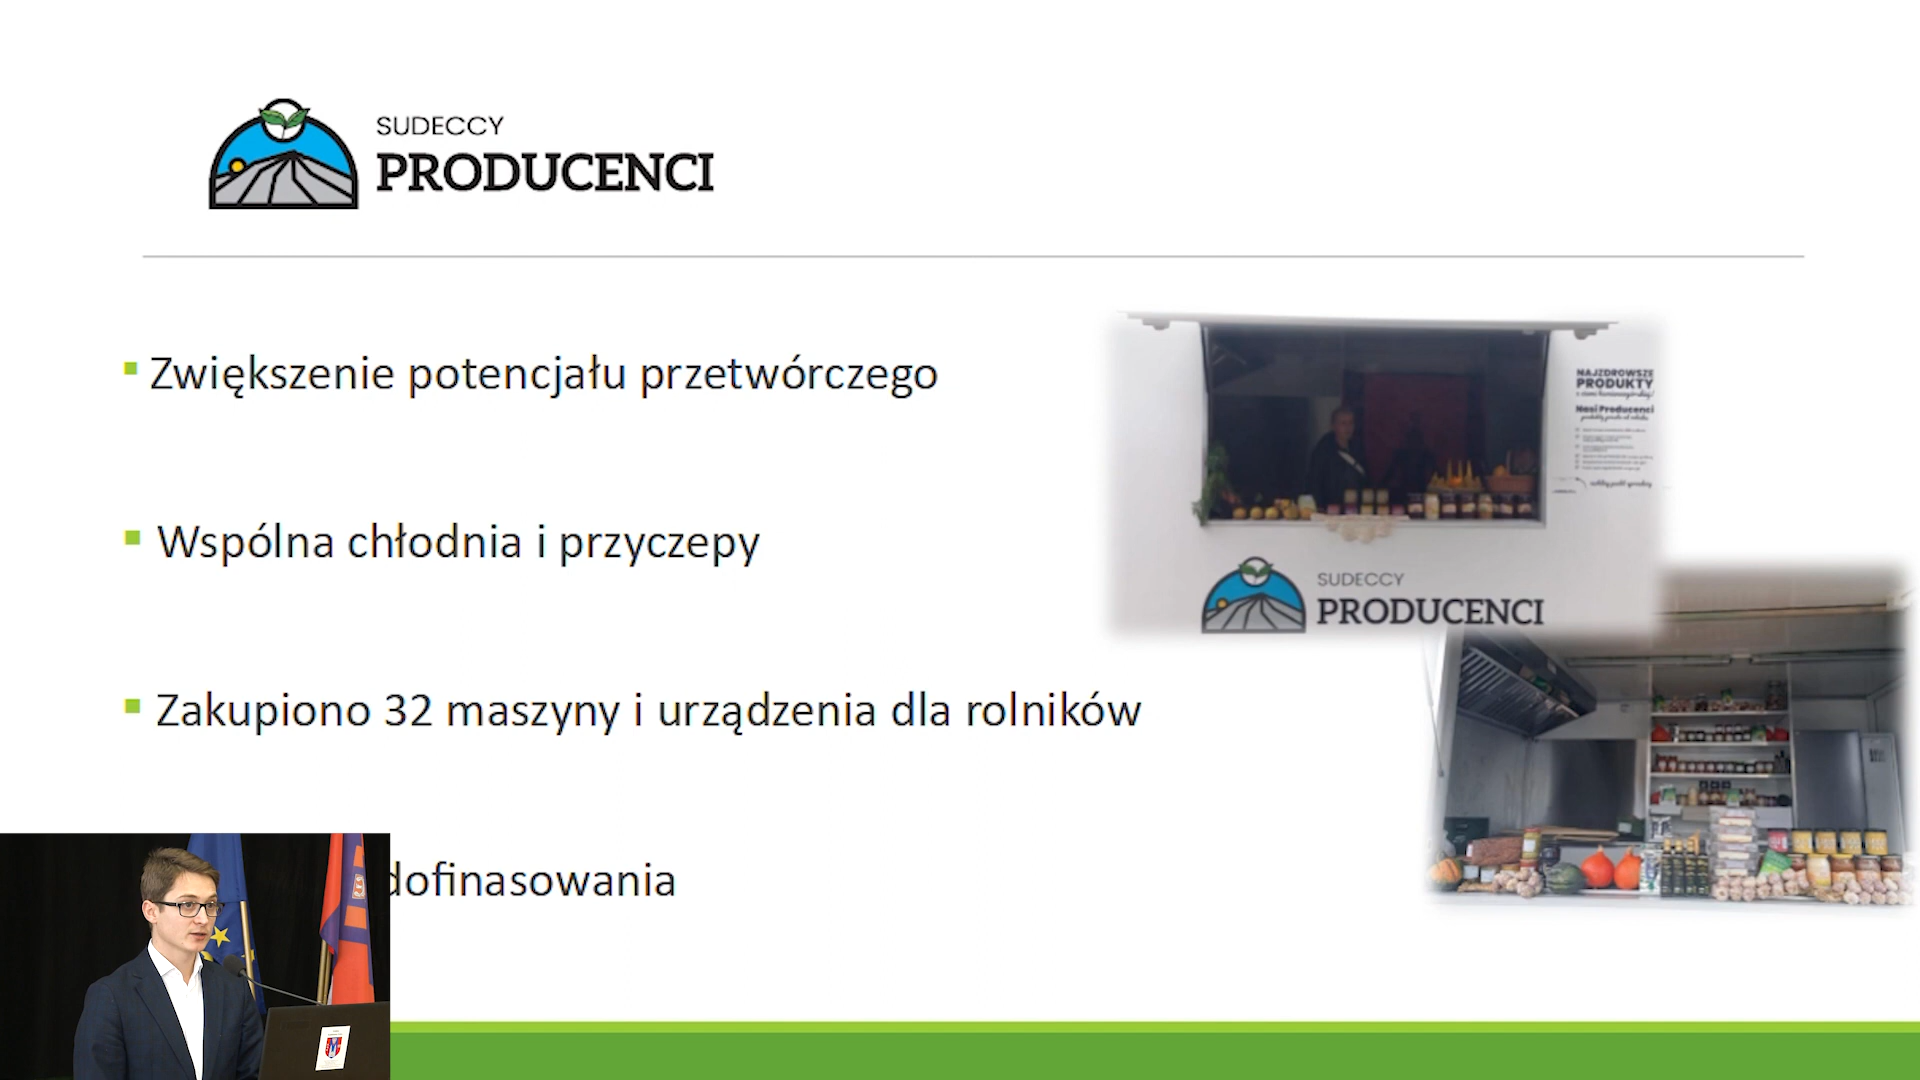 SUDECCY
PRODUCENCI
Zwiększenie potencjału przetwórczego
Wspólna chłodnia i przyczepy
Zakupiono 32 maszyny i urządzenia dla rolników
dofinasowania
NAJZDROWSZE
PRODUKTY
Nasi Producenci
SUDECCY
PRODUCENCI